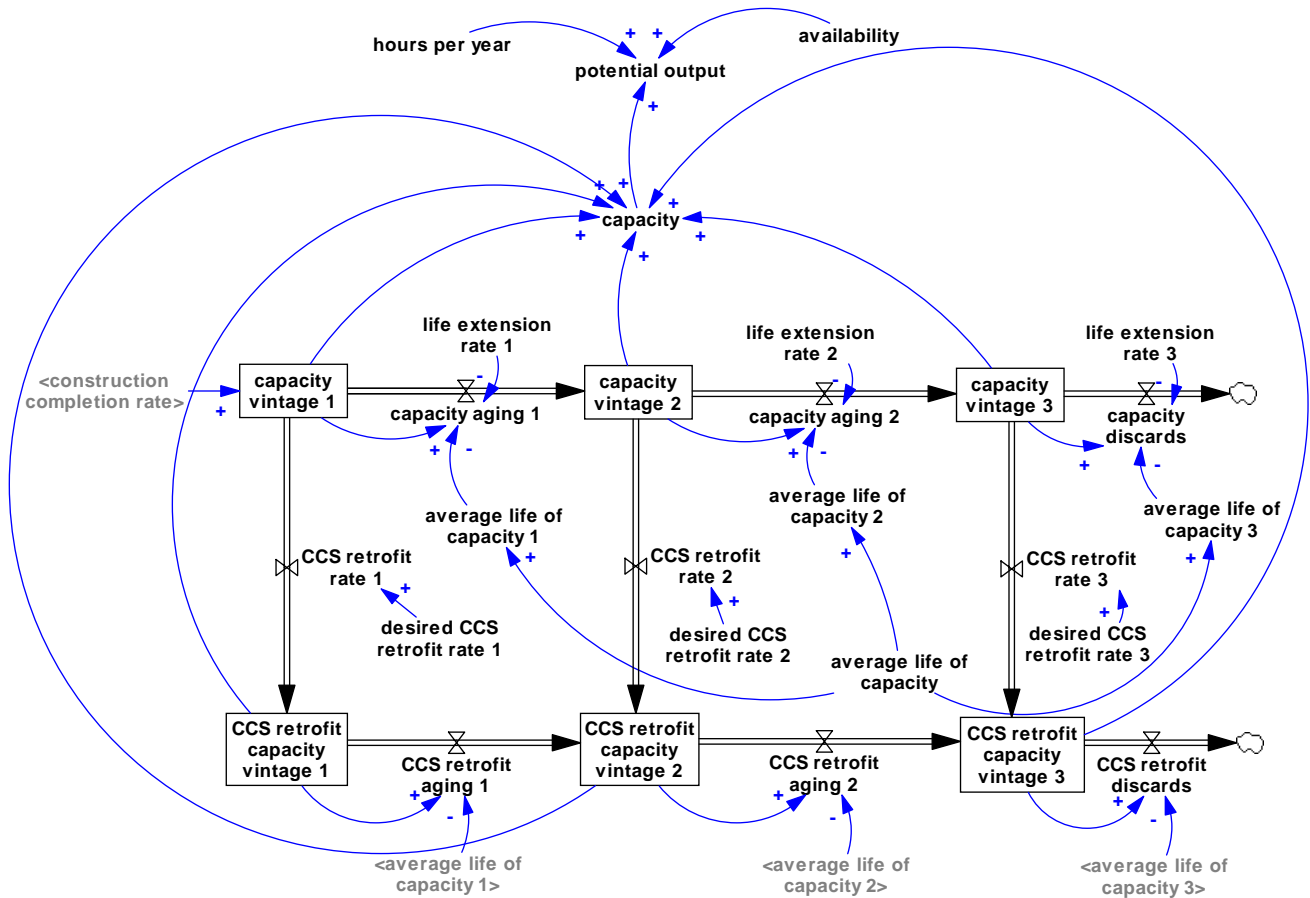 hours per year
availability
potential output
+ +
+
capacity
+ +
+
+
+
+
life extension
rate 1
life extension
rate 2
life extension
rate 3
<construction
completion rate>
+
capacity
vintage 1
-
capacity aging 1
+ -
capacity
vintage 2
-
capacity aging 2
+ -
capacity
vintage 3
-
capacity
discards
+ -
average life of
capacity 1
+
average life of
capacity 2
+
average life of
capacity 3
+
CCS retrofit
rate 1
+
CCS retrofit
rate 2
+
CCS retrofit
rate 3
+
desired CCS
retrofit rate 1
desired CCS
retrofit rate 2
desired CCS
retrofit rate 3
average life of
capacity
CCS retrofit
capacity
vintage 1
CCS retrofit
aging 1
+
-
CCS retrofit
capacity
vintage 2
CCS retrofit
aging 2
+
-
CCS retrofit
capacity
vintage 3
CCS retrofit
discards
+
-
<average life of
capacity 1>
<average life of
capacity 2>
<average life of
capacity 3>